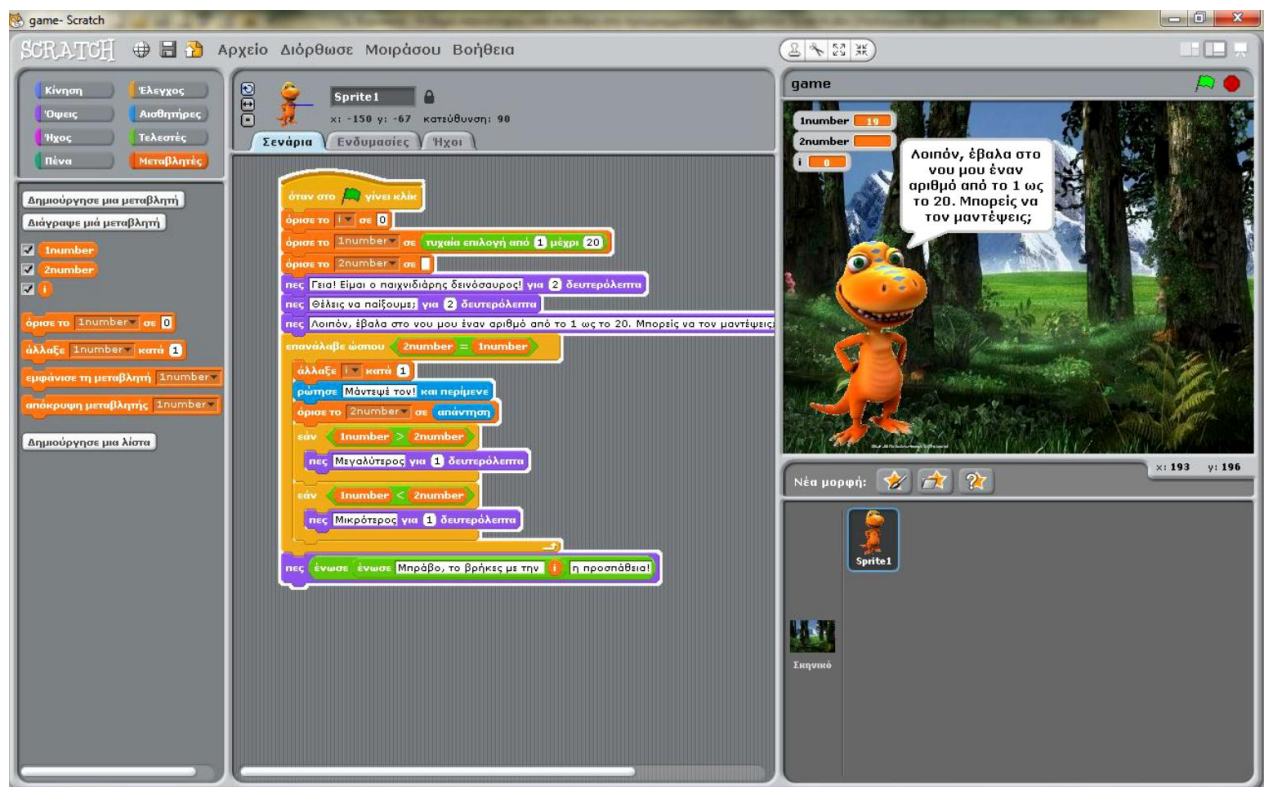 game- Scratch
SCRATCH Αρχείο Διόρθωσε Μοιράσου Βοήθεια
Κίνηση Έλεγχος
Όψεις Αισθητήρες
Ήχος Τελεστές
Πένα Μεταβλητές
Δημιούργησε μια μεταβλητή
Διάγραψε μιά μεταβλητή
1number
2number
i
όρισε το 1number σε 0
άλλαξε 1number κατά 1
εμφάνισε τη μεταβλητή 1number
απόκρυψη μεταβλητής 1number
Δημιούργησε μια λίστα
Sprite1
x: -150 y: -67 κατεύθυνση: 90
Σενάρια Ενδυμασίες Ήχοι
όταν στο γίνει κλικ
όρισε το i σε 0
όρισε το 1number σε τυχαία επιλογή από 1 μέχρι 20
όρισε το 2number σε
πες Γεια! Είμαι ο παιχνιδιάρης δεινόσαυρος! για 2 δευτερόλεπτα
πες Θέλεις να παίξουμε; για 2 δευτερόλεπτα
πες Λοιπόν, έβαλα στο νου μου έναν αριθμό από το 1 ως το 20. Μπορείς να τον μαντέψεις;
επανάλαβε ώσπου 2number = 1number
άλλαξε i κατά 1
ρώτησε Μάντεψέ τον! και περίμενε
όρισε το 2number σε απάντηση
εάν 1number > 2number
πες Μεγαλύτερος για 1 δευτερόλεπτα
εάν 1number < 2number
πες Μικρότερος για 1 δευτερόλεπτα
πες ένωσε ένωσε Μπράβο, το βρήκες με την i η προσπάθεια!
game
1number 19
2number
i 0
Λοιπόν, έβαλα στο
νου μου έναν
αριθμό από το 1 ως
το 20. Μπορείς να
τον μαντέψεις;
x: 193 y: 196
Νέα μορφή:
Sprite1
Σκηνικό